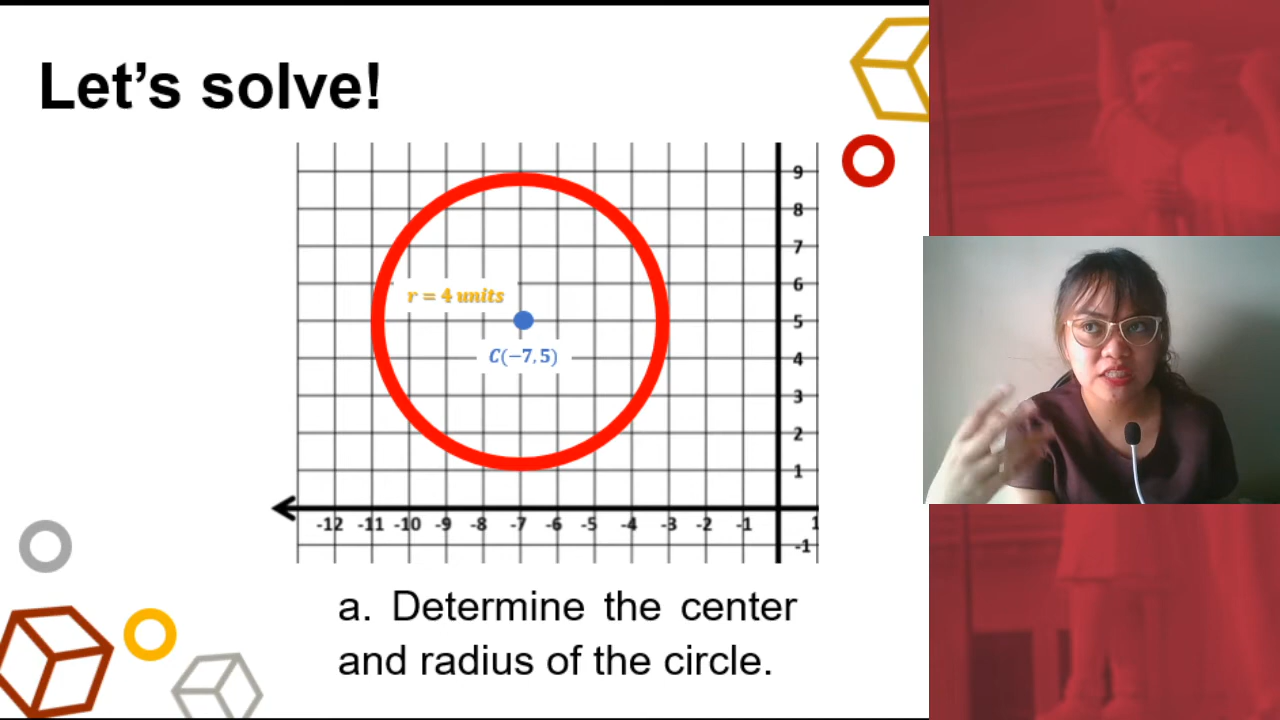 Let’s solve!
9
8
7
6
r = 4 units
5
C(−7, 5)
4
3
2
1
-12 -11 -10 -9 -8 -7 -6 -5 -4 -3 -2 -1 1
-1
a. Determine the center
and radius of the circle.